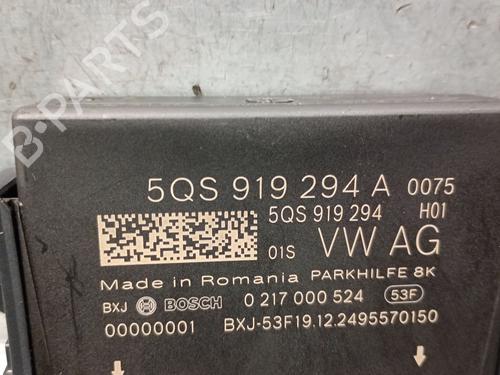 B-PARTS
5QS 919 294 A 0075
5QS 919 294 H01
01S VW AG
Made in Romania PARKHILFE 8K
BXJ BOSCH 0 217 000 524 53F
00000001 BXJ-53F19.12.2495570150